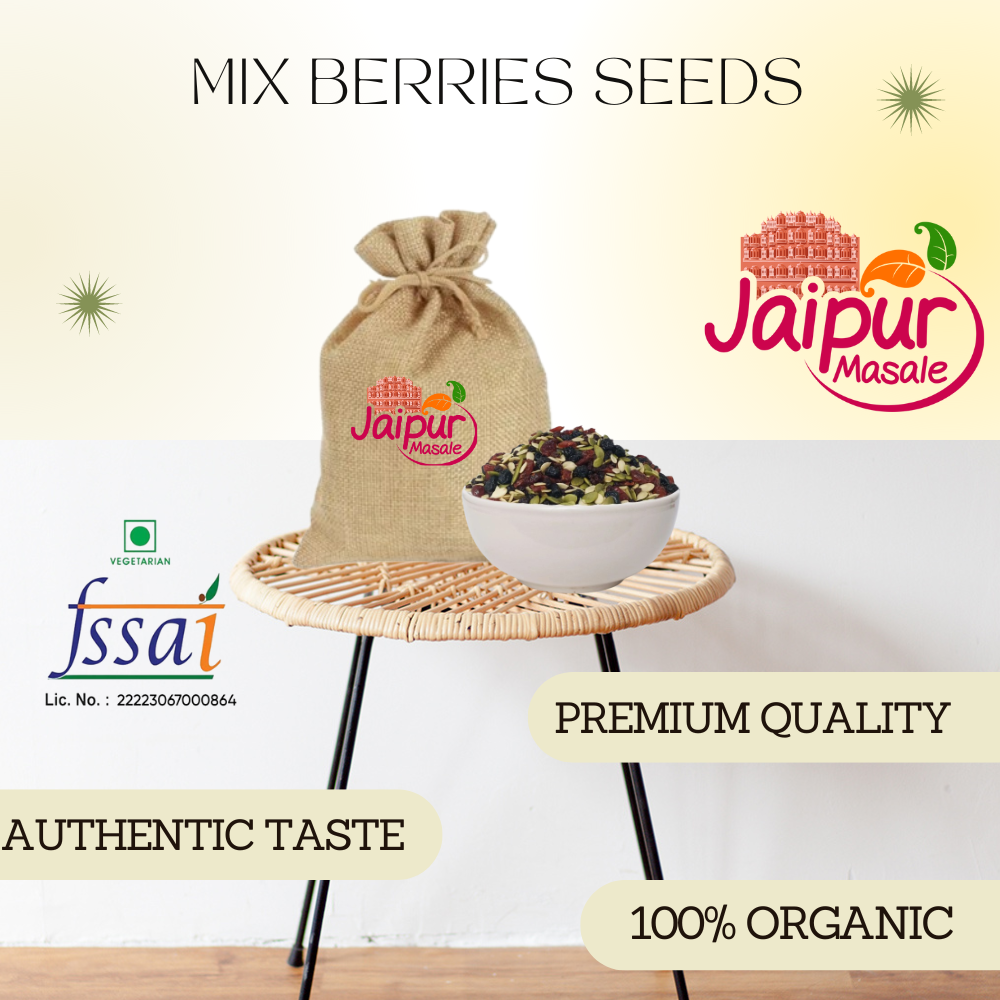 MIX BERRIES SEEDS
Jaipur
Masale
Jaipur
Masale
VEGETARIAN
fssai
Lic. No. : 22223067000864
PREMIUM QUALITY
AUTHENTIC TASTE
100% ORGANIC